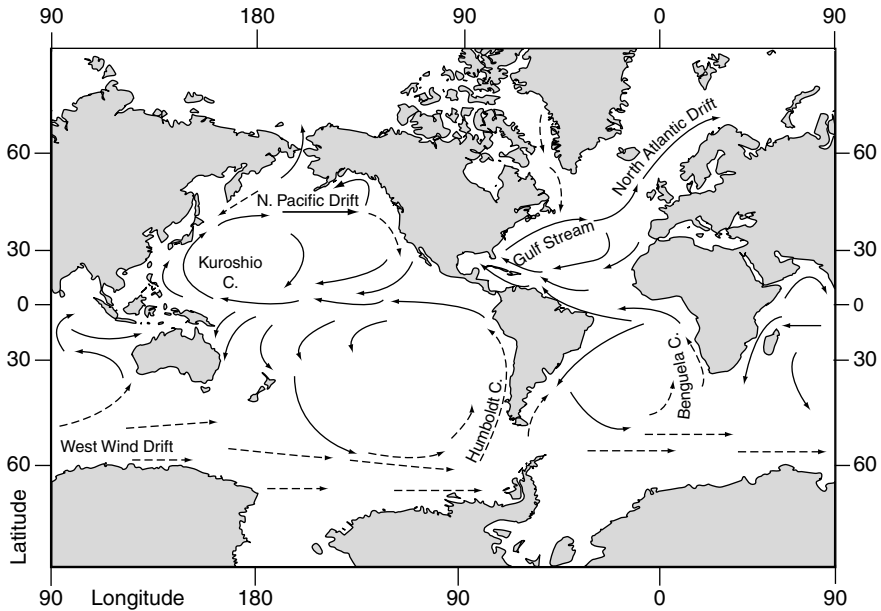 90 180 90 0 90
60 60
North Atlantic Drift
N. Pacific Drift
Gulf Stream
30 30
Kuroshio
C.
0 0
30 30
Benguela C.
Humboldt C.
West Wind Drift
60 60
Latitude
90 Longitude 180 90 0 90